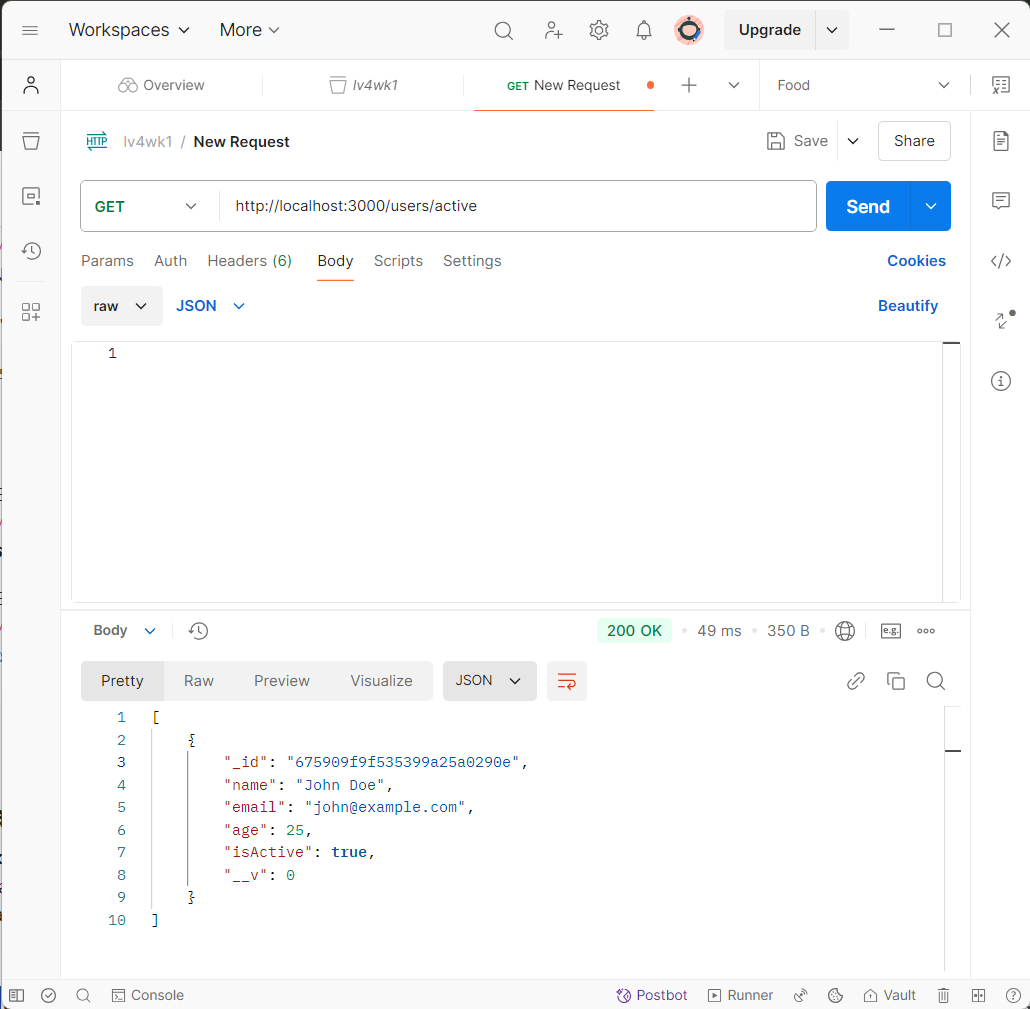 Workspaces More Upgrade
Overview lv4wk1 GET New Request Food
HTTP lv4wk1 / New Request Save Share
GET http://localhost:3000/users/active Send
Params Auth Headers (6) Body Scripts Settings Cookies
raw JSON Beautify
1
Body 200 OK • 49 ms • 350 B • e.g.
Pretty Raw Preview Visualize JSON
1 [
2 {
3 "_id": "675909f9f535399a25a0290e",
4 "name": "John Doe",
5 "email": "john@example.com",
6 "age": 25,
7 "isActive": true,
8 "__v": 0
9 }
10 ]
Console Postbot Runner Vault